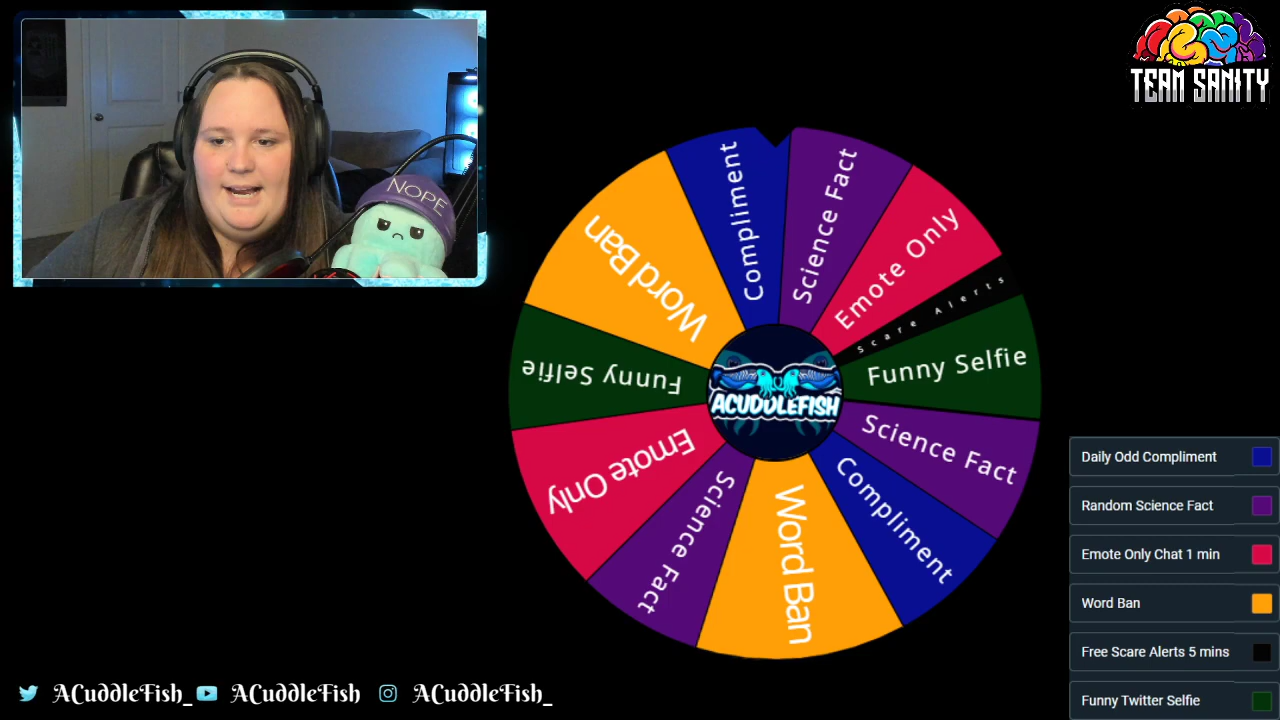 NOPE
TEAM SANITY
Compliment
Science Fact
Emote Only
Scare Alerts
Funny Selfie
Science Fact
Compliment
Word Ban
Science Fact
Emote Only
Funny Selfie
Word Ban
ACUDDLEFISH
Daily Odd Compliment
Random Science Fact
Emote Only Chat 1 min
Word Ban
Free Scare Alerts 5 mins
Funny Twitter Selfie
ACuddleFish_ ACuddleFish ACuddleFish_